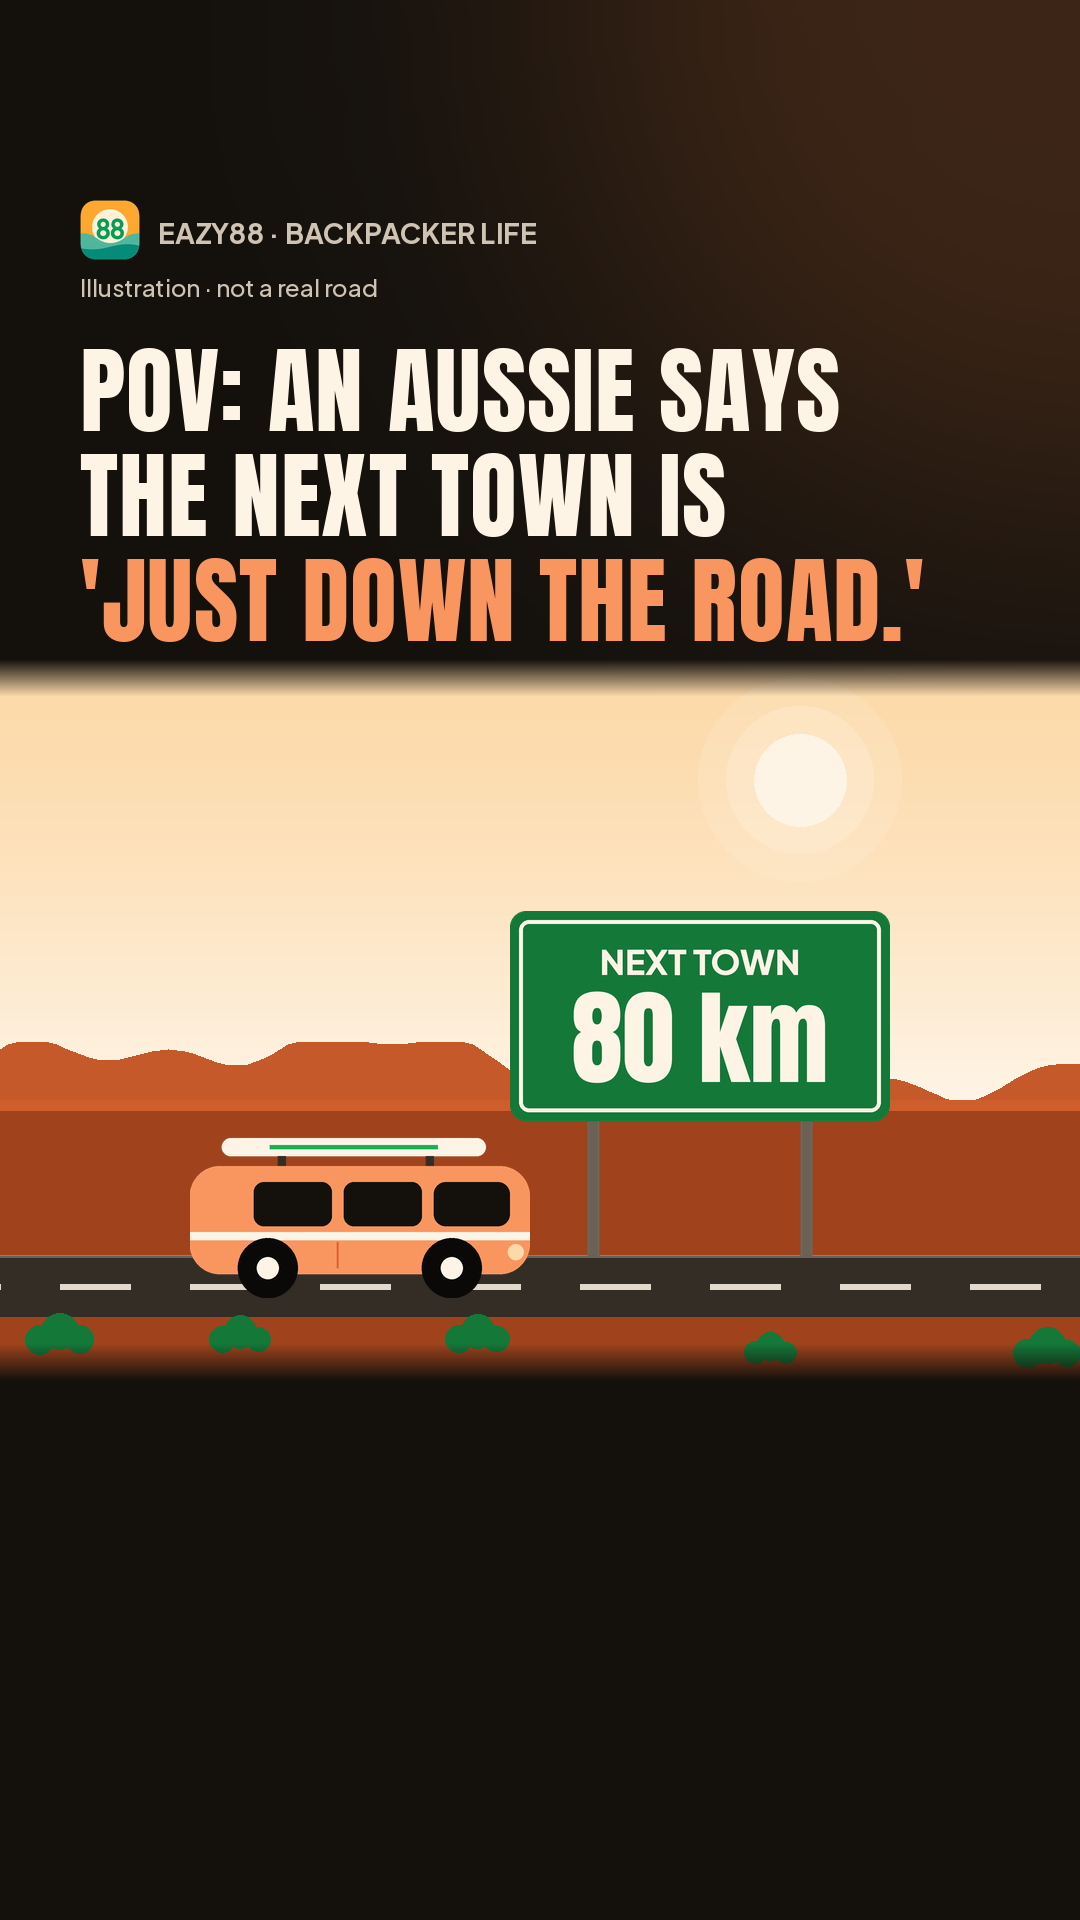 88
EAZY88 · BACKPACKER LIFE
Illustration · not a real road
POV: AN AUSSIE SAYS
THE NEXT TOWN IS
'JUST DOWN THE ROAD.'
NEXT TOWN
80 km